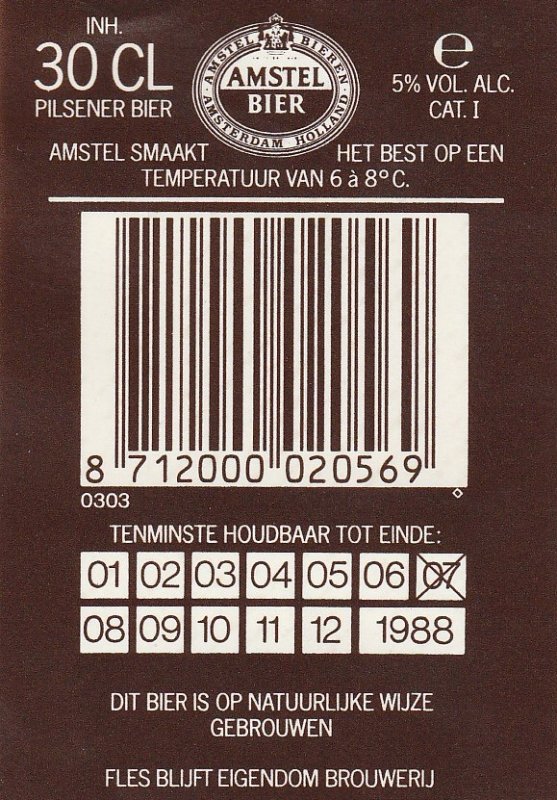 INH.
30 CL
PILSENER BIER
AMSTEL BIEREN
AMSTEL
BIER
AMSTERDAM HOLLAND
e
5% VOL. ALC.
CAT. I
AMSTEL SMAAKT HET BEST OP EEN
TEMPERATUUR VAN 6 à 8°C.
8 712000 020569
0303
TENMINSTE HOUDBAAR TOT EINDE:
01 02 03 04 05 06 07
08 09 10 11 12 1988
DIT BIER IS OP NATUURLIJKE WIJZE
GEBROUWEN
FLES BLIJFT EIGENDOM BROUWERIJ